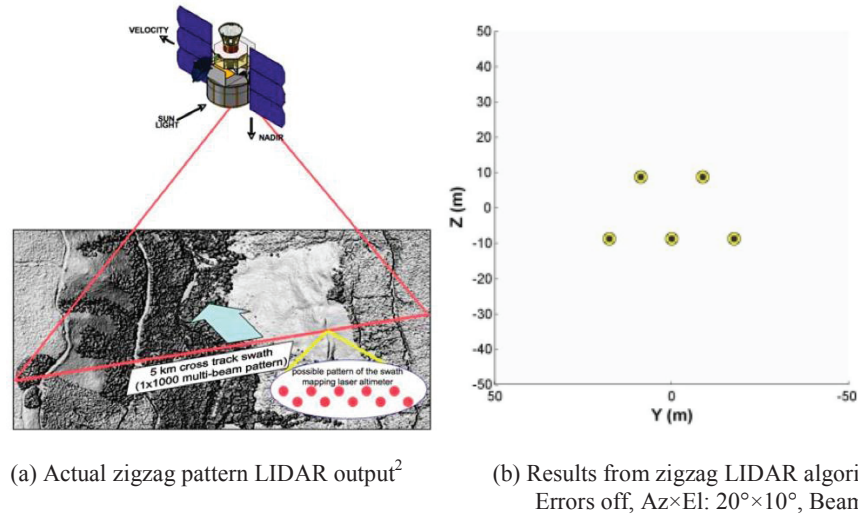 VELOCITY
SUN
LIGHT
NADIR
5 km cross track swath
(1x1000 multi-beam pattern)
possible pattern of the swath
mapping laser altimeter
50
40
30
20
10
0
-10
-20
-30
-40
-50
Z (m)
50
0
-50
Y (m)
(a) Actual zigzag pattern LIDAR output2
(b) Results from zigzag LIDAR algori
Errors off, Az×El: 20°×10°, Beam